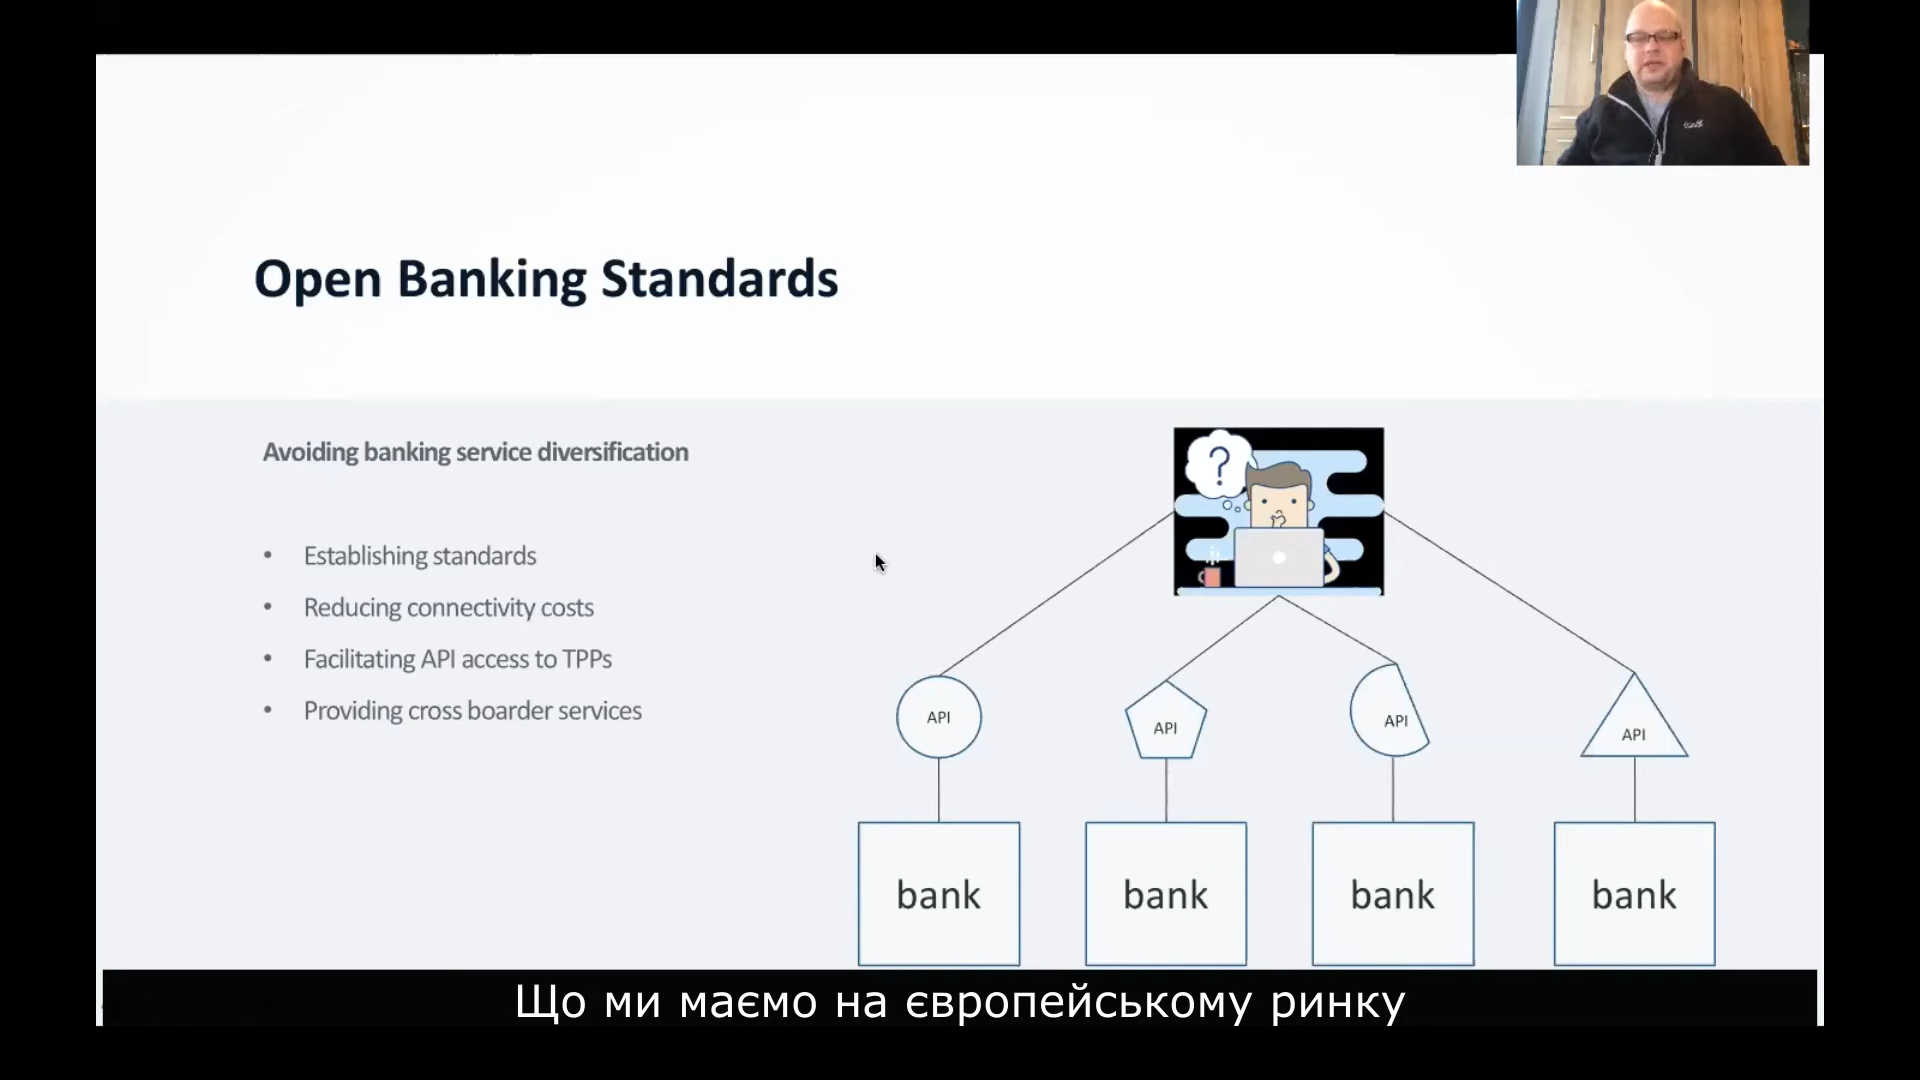 Open Banking Standards
Avoiding banking service diversification
• Establishing standards
• Reducing connectivity costs
• Facilitating API access to TPPs
• Providing cross boarder services
?
API
API
API
API
bank
bank
bank
bank
Що ми маємо на європейському ринку